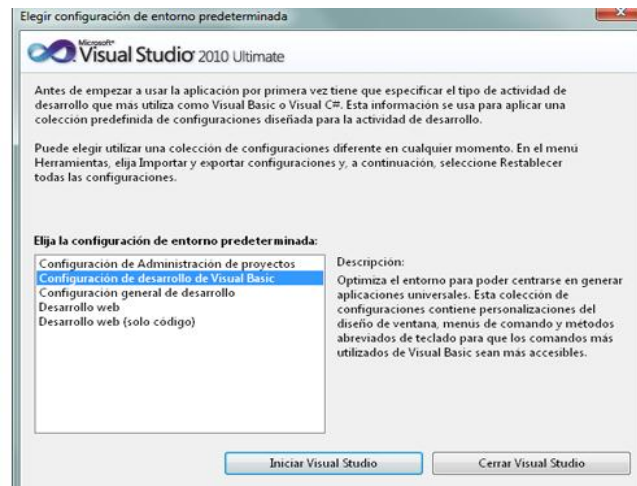 Elegir configuración de entorno predeterminada
Microsoft®
Visual Studio 2010 Ultimate
Antes de empezar a usar la aplicación por primera vez tiene que especificar el tipo de actividad de
desarrollo que más utiliza como Visual Basic o Visual C#. Esta información se usa para aplicar una
colección predefinida de configuraciones diseñada para la actividad de desarrollo.
Puede elegir utilizar una colección de configuraciones diferente en cualquier momento. En el menú
Herramientas, elija Importar y exportar configuraciones y, a continuación, seleccione Restablecer
todas las configuraciones.
Elija la configuración de entorno predeterminada:
Configuración de Administración de proyectos
Configuración de desarrollo de Visual Basic
Configuración general de desarrollo
Desarrollo web
Desarrollo web (solo código)
Descripción:
Optimiza el entorno para poder centrarse en generar
aplicaciones universales. Esta colección de
configuraciones contiene personalizaciones del
diseño de ventana, menús de comando y métodos
abreviados de teclado para que los comandos más
utilizados de Visual Basic sean más accesibles.
Iniciar Visual Studio
Cerrar Visual Studio